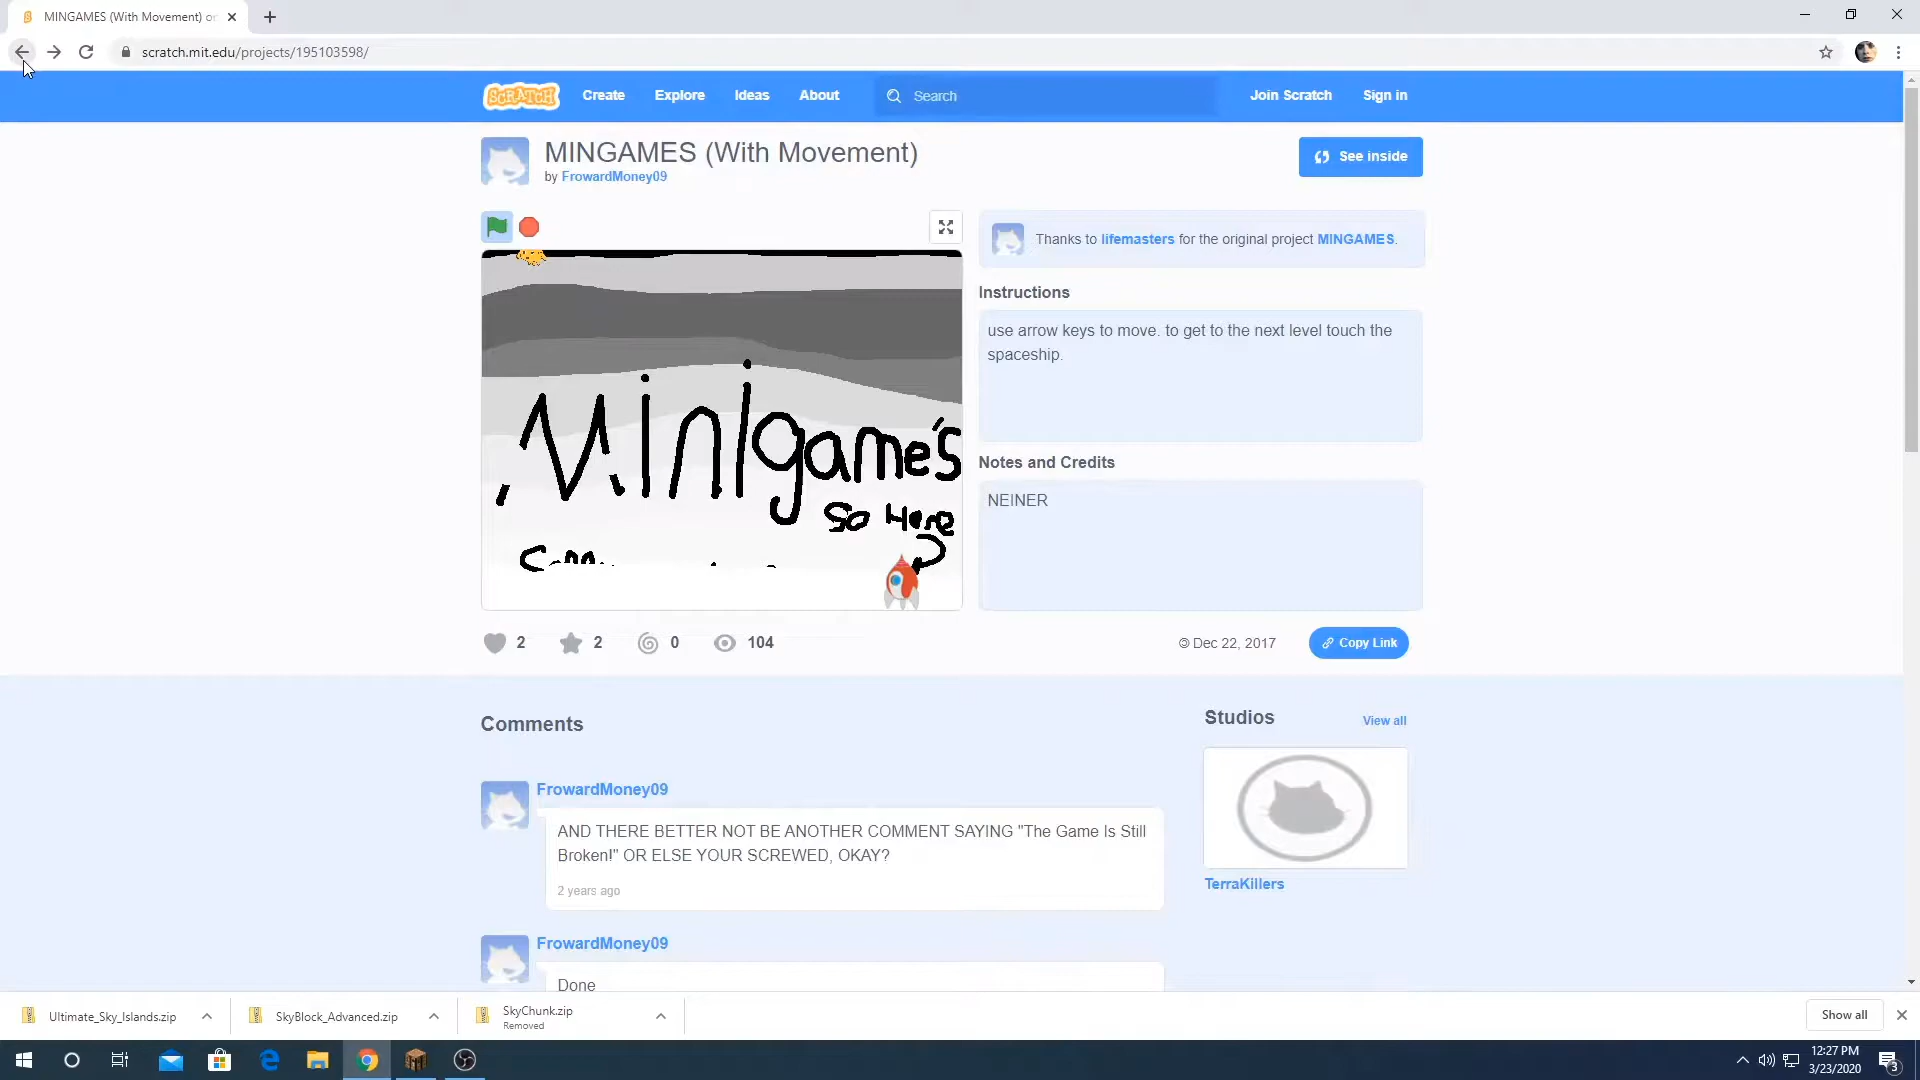 MINGAMES (With Movement) on
scratch.mit.edu/projects/195103598/
SCRATCH
Create
Explore
Ideas
About
Search
Join Scratch
Sign in
MINGAMES (With Movement)
by FrowardMoney09
See inside
Thanks to lifemasters for the original project MINGAMES.
Instructions
use arrow keys to move. to get to the next level touch the
spaceship.
Minigame's
so Here
Notes and Credits
NEINER
2
2
0
104
© Dec 22, 2017
Copy Link
Comments
Studios
View all
FrowardMoney09
AND THERE BETTER NOT BE ANOTHER COMMENT SAYING "The Game Is Still
Broken!" OR ELSE YOUR SCREWED, OKAY?
2 years ago
TerraKillers
FrowardMoney09
Done
Ultimate_Sky_Islands.zip
SkyBlock_Advanced.zip
SkyChunk.zip
Removed
Show all
12:27 PM
3/23/2020
3